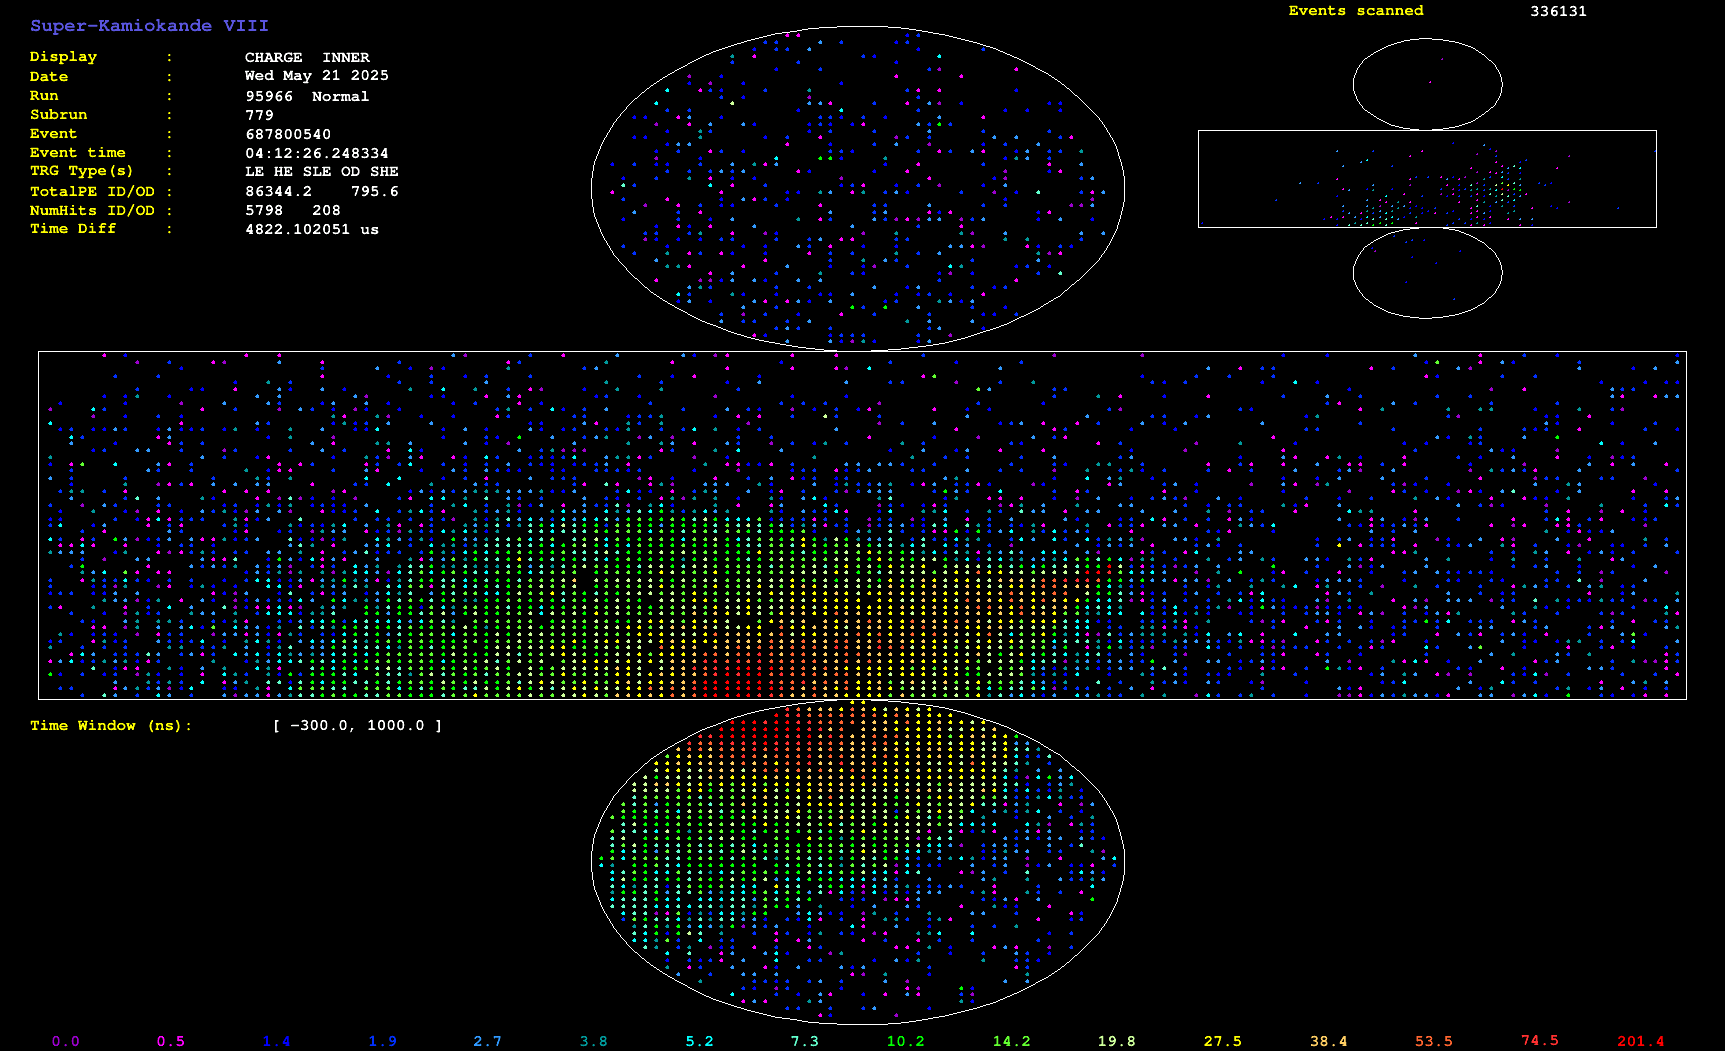 Super-Kamiokande VIII
Events scanned 336131
Display : CHARGE INNER
Date : Wed May 21 2025
Run : 95966 Normal
Subrun : 779
Event : 687800540
Event time : 04:12:26.248334
TRG Type(s) : LE HE SLE OD SHE
TotalPE ID/OD : 86344.2 795.6
NumHits ID/OD : 5798 208
Time Diff : 4822.102051 us
Time Window (ns): [ -300.0, 1000.0 ]
0.0 0.5 1.4 1.9 2.7 3.8 5.2 7.3 10.2 14.2 19.8 27.5 38.4 53.5 74.5 201.4